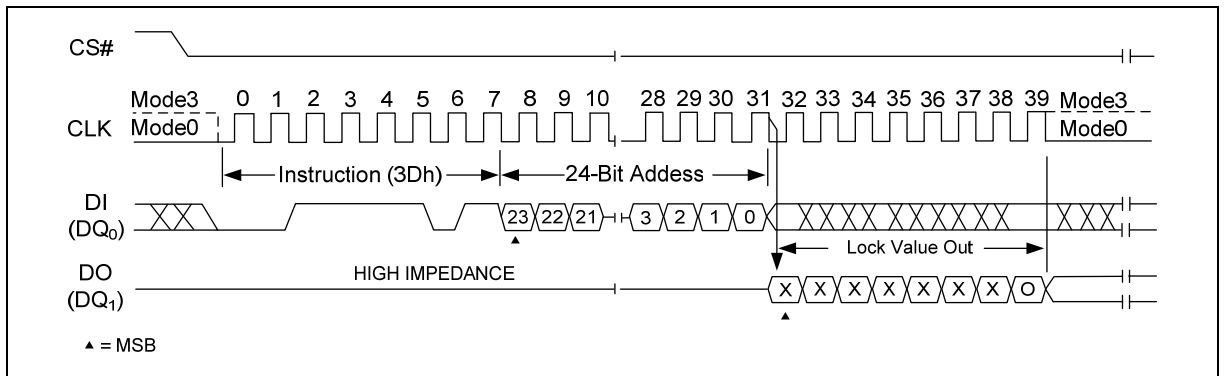 CS#
Mode3 0 1 2 3 4 5 6 7 8 9 10 28 29 30 31 32 33 34 35 36 37 38 39 Mode3
CLK Mode0 Mode0
Instruction (3Dh) 24-Bit Addess
DI
(DQ0) 23 22 21 3 2 1 0
Lock Value Out
DO HIGH IMPEDANCE
(DQ1) X X X X X X X O
▲ = MSB